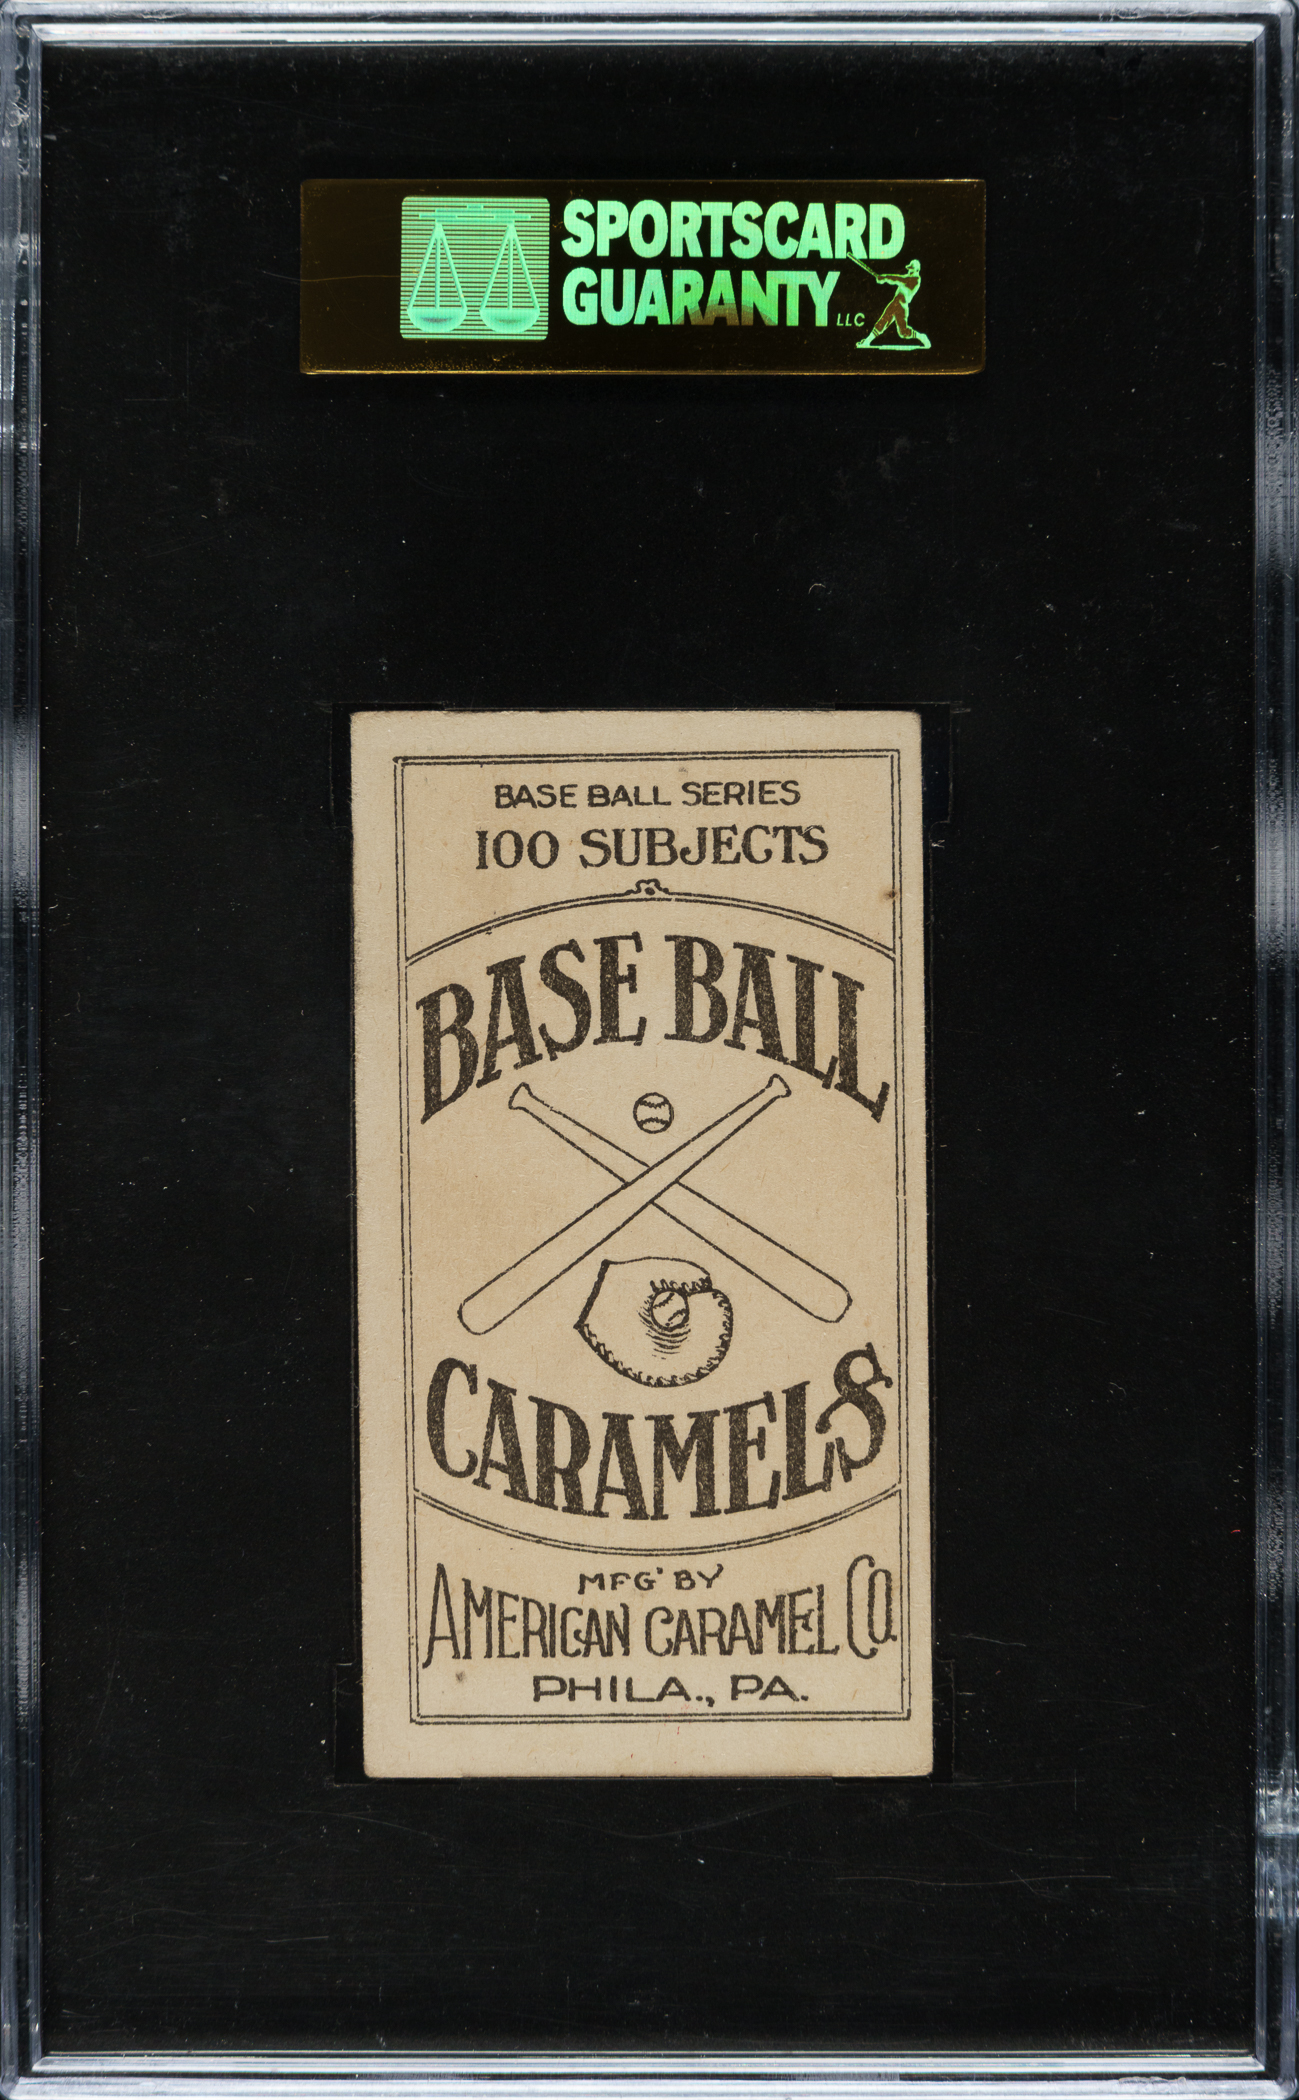 SPORTSCARD
GUARANTY LLC
BASE BALL SERIES
100 SUBJECTS
BASE BALL
CARAMELS
MFG' BY
AMERICAN CARAMEL CO.
PHILA., PA.